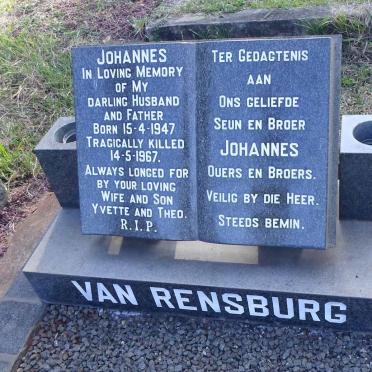 JOHANNES
IN LOVING MEMORY
OF MY
DARLING HUSBAND
AND FATHER
BORN 15-4-1947
TRAGICALLY KILLED
14-5-1967.
ALWAYS LONGED FOR
BY YOUR LOVING
WIFE AND SON
YVETTE AND THEO.
R.I.P.
TER GEDAGTENIS
AAN
ONS GELIEFDE
SEUN EN BROER
JOHANNES
OUERS EN BROERS.
VEILIG BY DIE HEER.
STEEDS BEMIN.
VAN RENSBURG